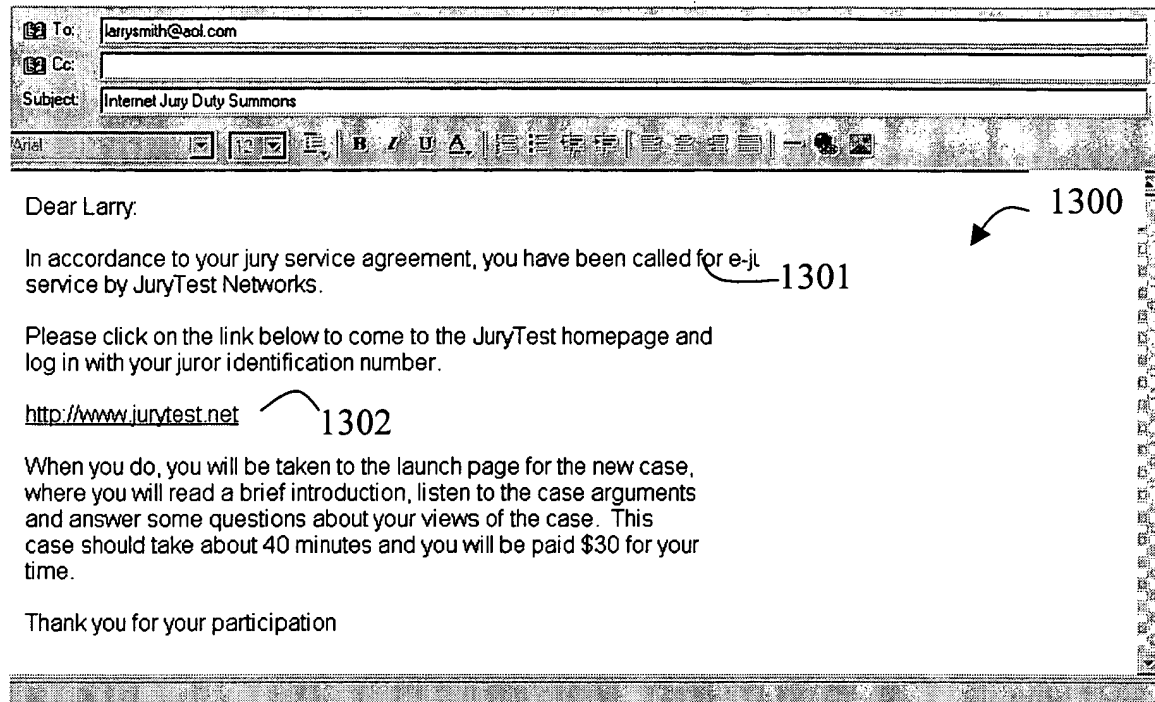 To: larrysmith@aol.com
Cc:
Subject: Internet Jury Duty Summons
Arial 12 B I U A
Dear Larry:
1300
In accordance to your jury service agreement, you have been called for e-ju
1301
service by JuryTest Networks.
Please click on the link below to come to the JuryTest homepage and
log in with your juror identification number.
http://www.jurytest.net
1302
When you do, you will be taken to the launch page for the new case,
where you will read a brief introduction, listen to the case arguments
and answer some questions about your views of the case. This
case should take about 40 minutes and you will be paid $30 for your
time.
Thank you for your participation